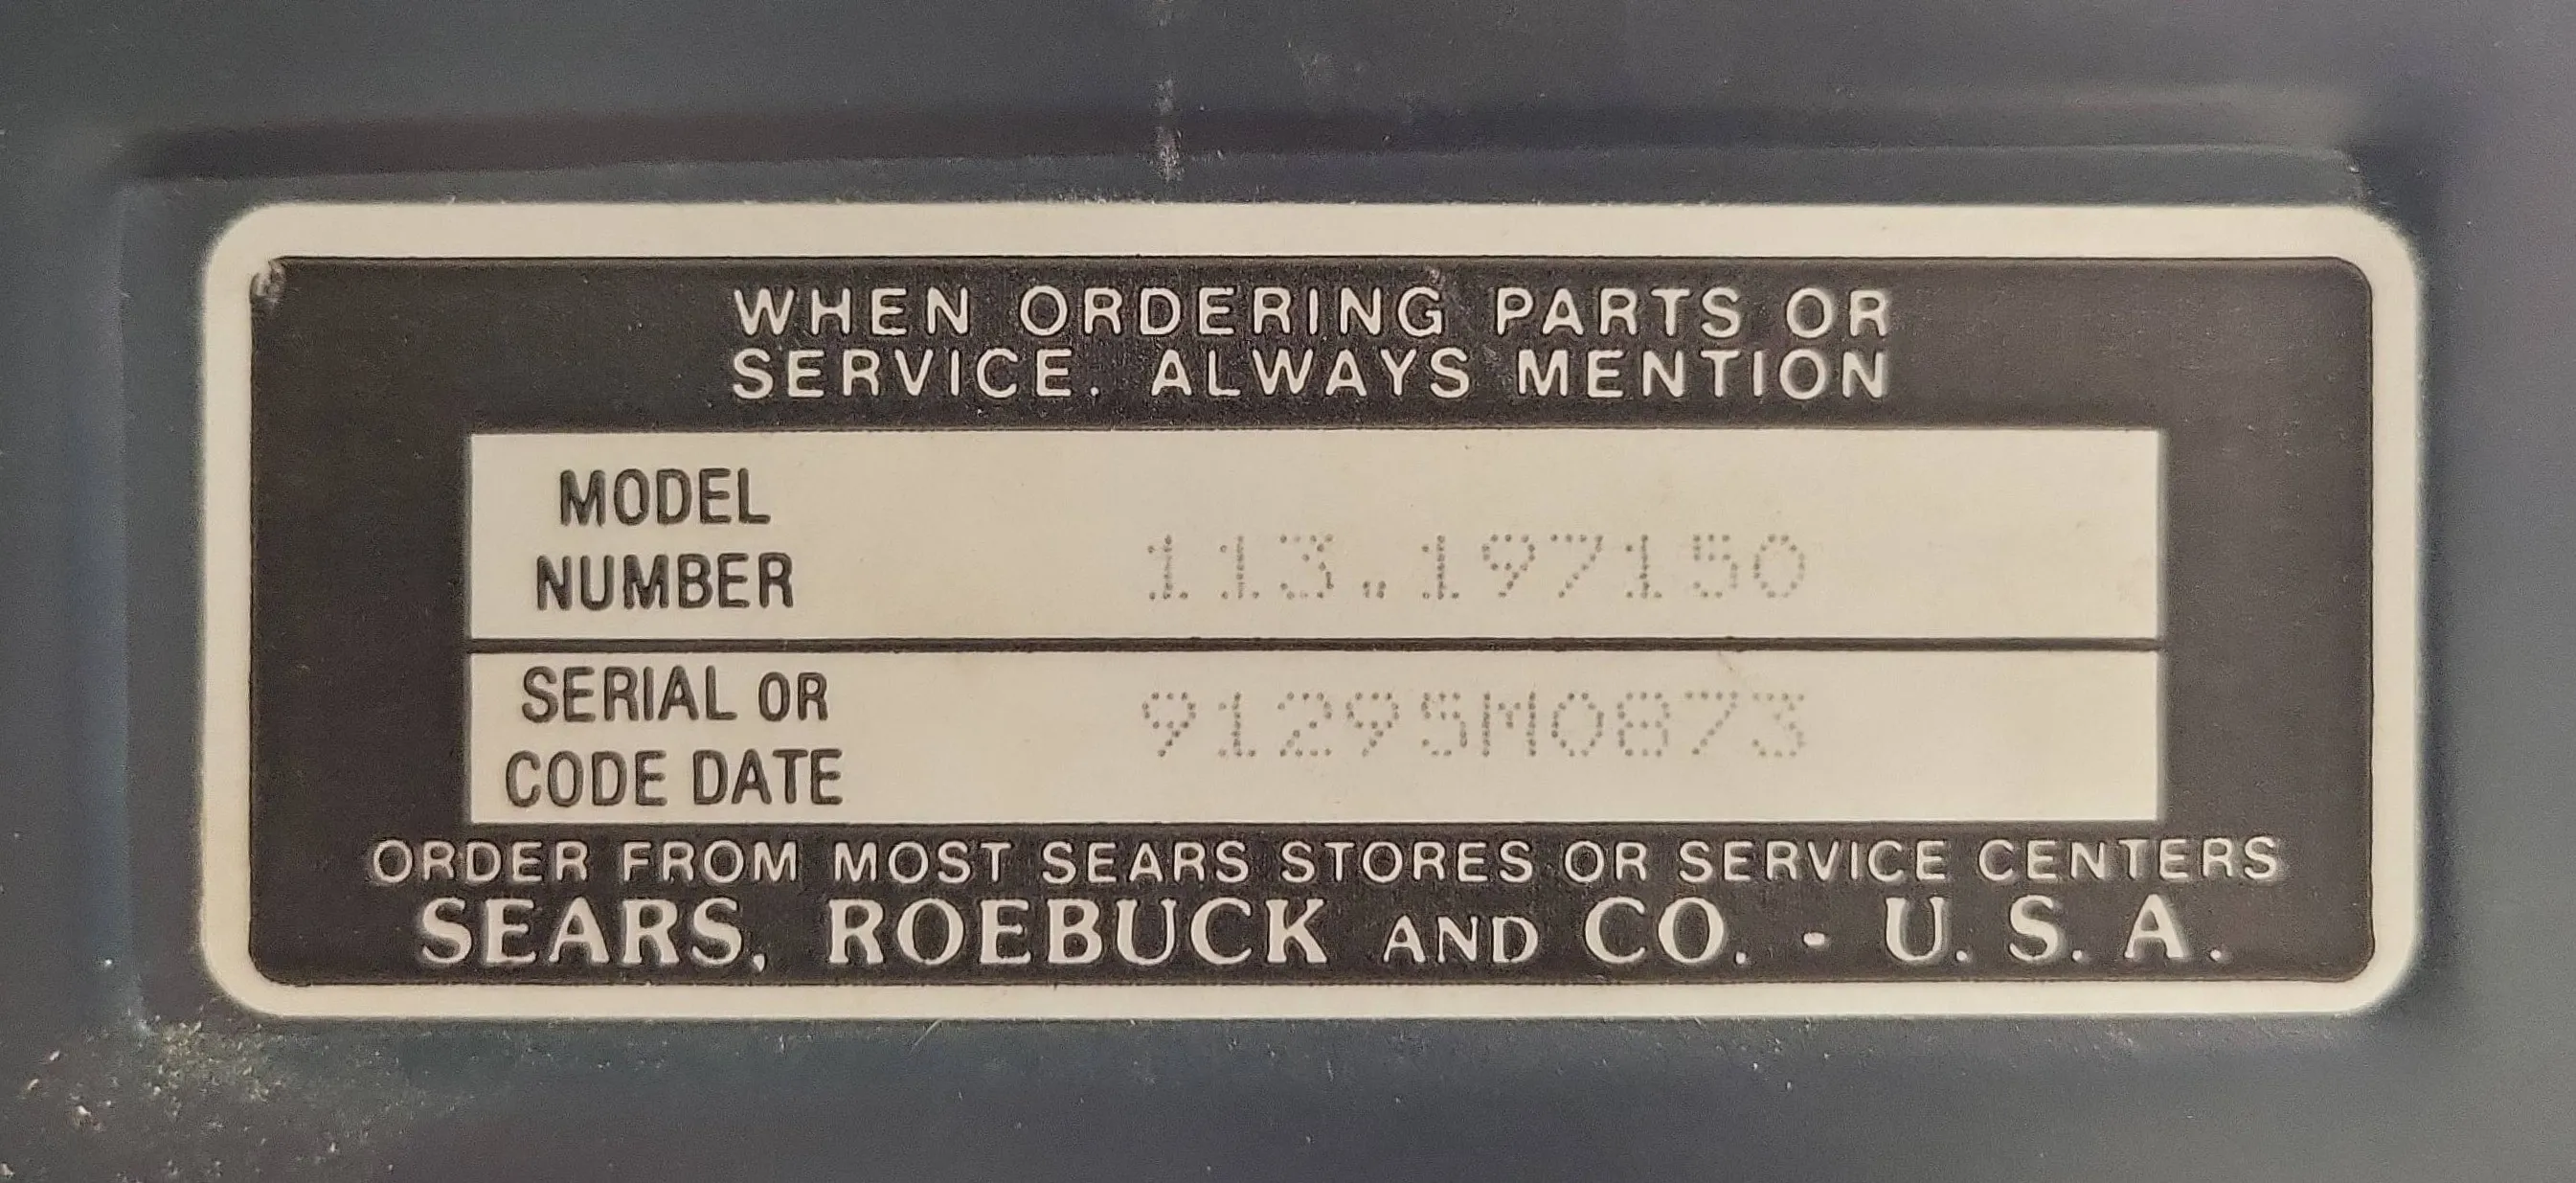 WHEN ORDERING PARTS OR
SERVICE. ALWAYS MENTION
MODEL
NUMBER
113.197150
SERIAL OR
CODE DATE
91295M0873
ORDER FROM MOST SEARS STORES OR SERVICE CENTERS
SEARS, ROEBUCK AND CO. - U. S. A.